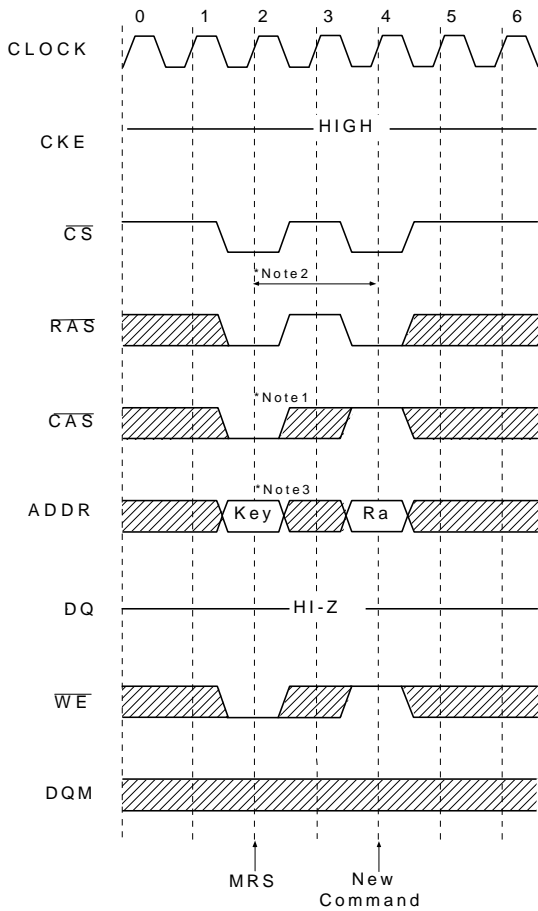 0 1 2 3 4 5 6
CLOCK
HIGH
CKE
CS
*Note2
RAS
*Note1
CAS
*Note3
ADDR Key Ra
DQ HI-Z
WE
DQM
MRS New
Command